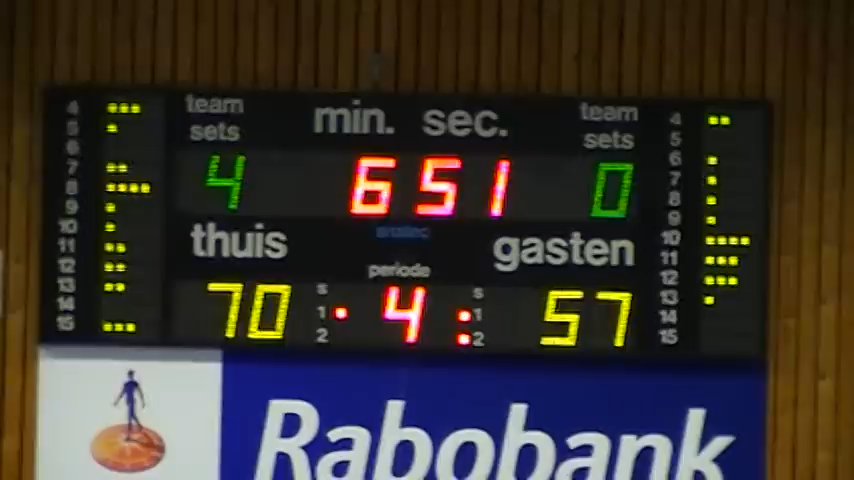 team min. sec. team
sets sets
4 6 51 0
thuis gasten
periode
70 4 57
s s
1 1
2 2
4 4
5 5
6 6
7 7
8 8
9 9
10 10
11 11
12 12
13 13
14 14
15 15
Rabobank